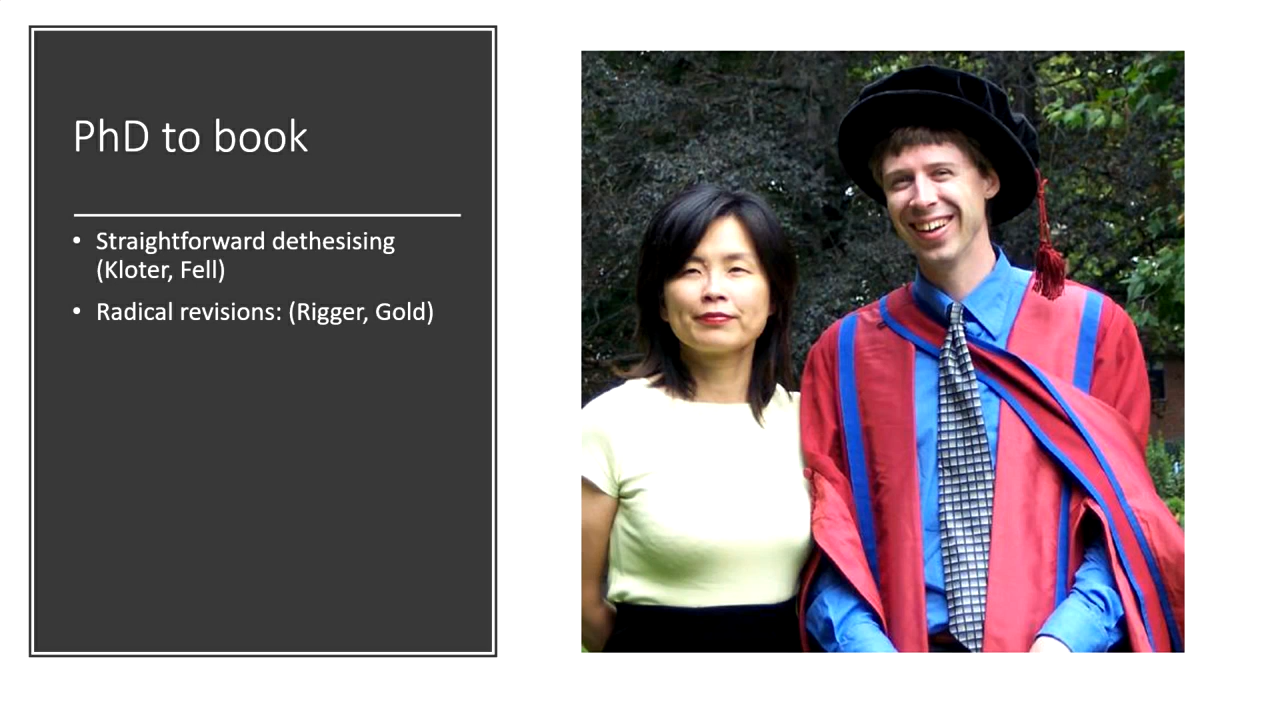 PhD to book
• Straightforward dethesising
(Kloter, Fell)
• Radical revisions: (Rigger, Gold)